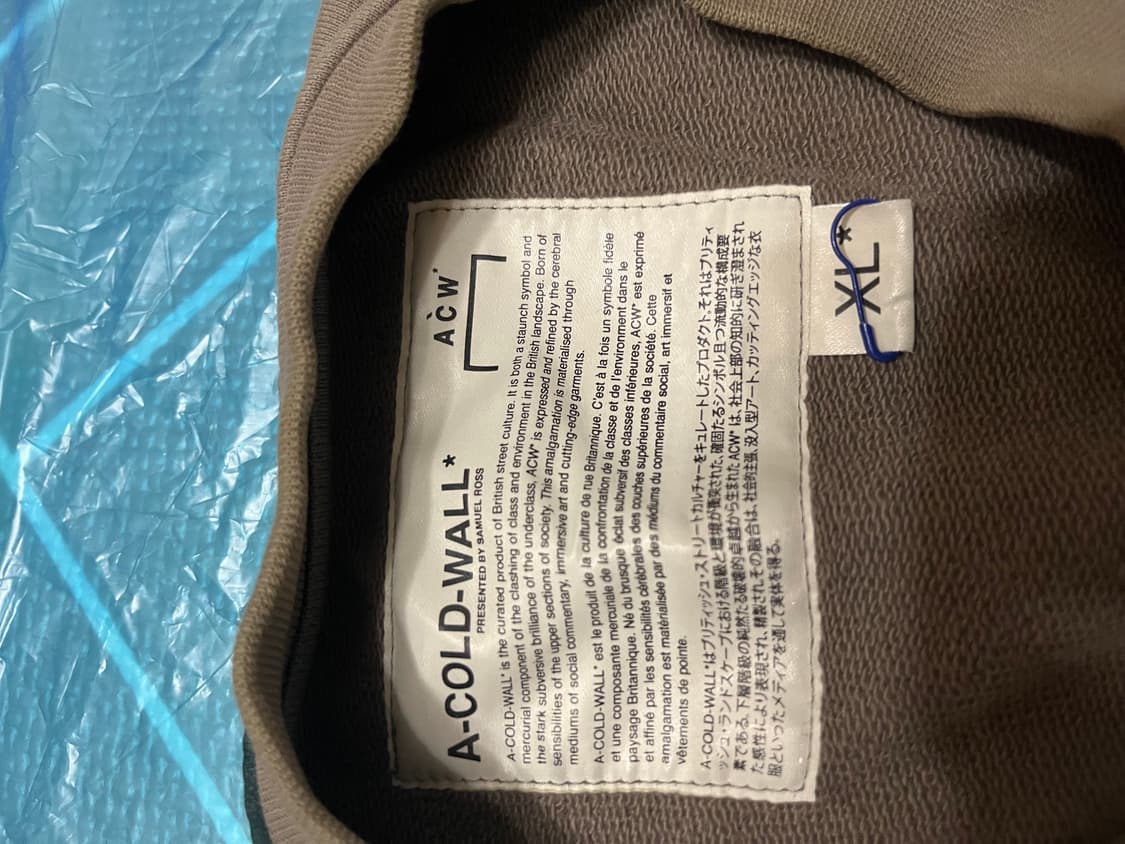 A-COLD-WALL*
PRESENTED BY SAMUEL ROSS
ACW*
A-COLD-WALL* is the curated product of British street culture. It is both a staunch symbol and
mercurial component of the clashing of class and environment in the British landscape. Born of
the stark subversive brilliance of the underclass, ACW* is expressed and refined by the cerebral
sensibilities of the upper sections of society. This amalgamation is materialised through
mediums of social commentary, immersive art and cutting-edge garments.
A-COLD-WALL* est le produit de la culture de rue Britannique. C'est à la fois un symbole fidèle
et une composante mercuriale de la confrontation de la classe et de l'environment dans le
paysage Britannique. Né du brusque éclat subversif des classes inférieures, ACW* est exprimé
et affiné par les sensibilités cérébrales des couches supérieures de la société. Cette
amalgamation est matérialisée par des médiums du commentaire social, art immersif et
vêtements de pointe.
A-COLD-WALL*はブリティッシュ・ストリートカルチャーをキュレートしたプロダクト、それはブリティ
ッシュ・ランドスケープにおける階級と環境が衝突された、確固たるシンボル且つ流動的な構成要
素である。下層階級の純然たる破壊的卓越から生まれたACW*は、社会上部の知的に研ぎ澄まされ
た感性により表現され、精製されその融合は、社会的主張、没入型アート、カッティングエッジな衣
服といったメディアを通して実体を得る。
XL*